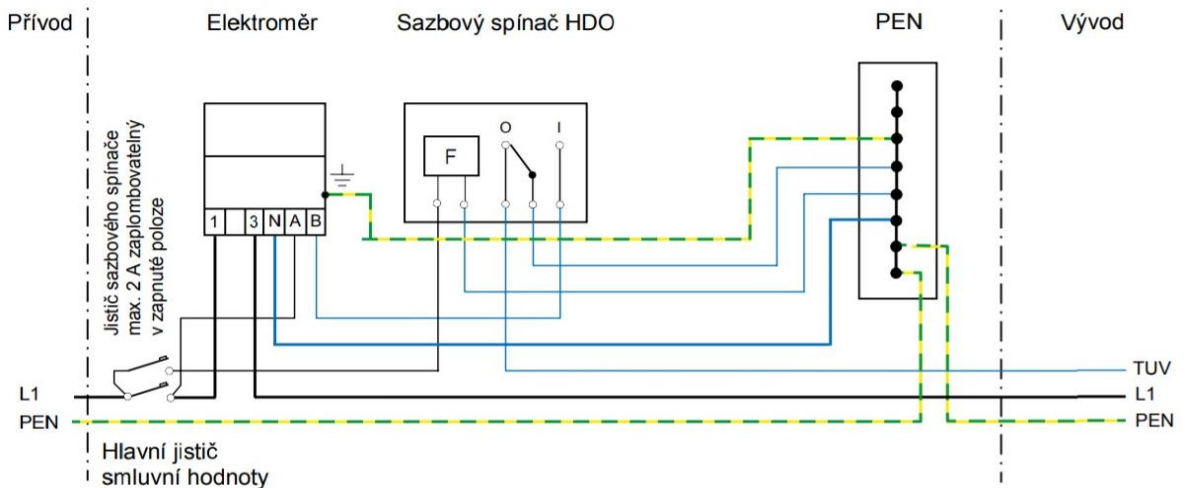 Přívod
Elektroměr
Sazbový spínač HDO
PEN
Vývod
Jistič sazbového spínače
max. 2 A zaplombovatelný
v zapnuté poloze
F
O
I
1
3
N
A
B
TUV
L1
L1
PEN
PEN
Hlavní jistič
smluvní hodnoty